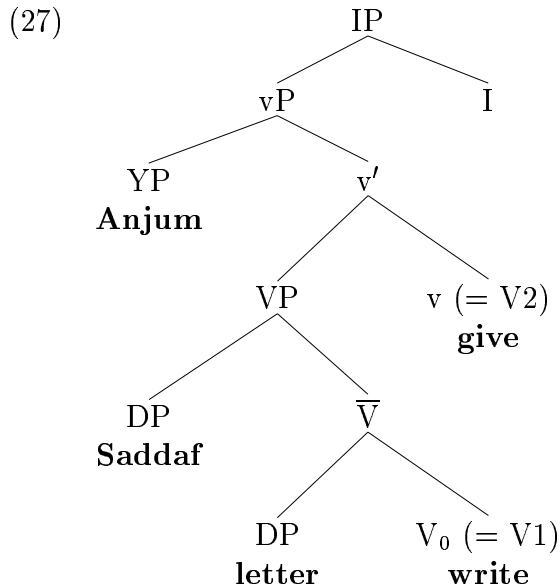 (27) IP
vP I
YP v′
Anjum
VP v (= V2)
give
DP V̅
Saddaf
DP V₀ (= V1)
letter write